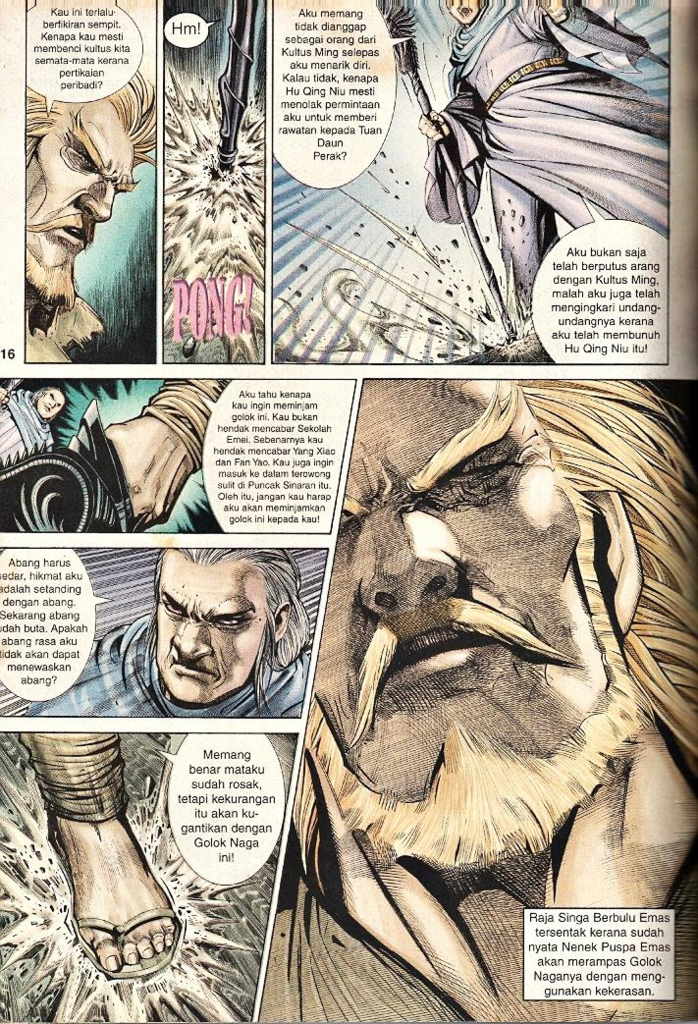 Kau ini terlalu
berfikiran sempit.
Kenapa kau mesti
membenci kultus kita
semata-mata kerana
pertikaian
peribadi?
Hm!
PONG!
Aku memang
tidak dianggap
sebagai orang dari
Kultus Ming selepas
aku menarik diri.
Kalau tidak, kenapa
Hu Qing Niu mesti
menolak permintaan
aku untuk memberi
rawatan kepada Tuan
Daun
Perak?
Aku bukan saja
telah berputus arang
dengan Kultus Ming,
malah aku juga telah
mengingkari undang-
undangnya kerana
aku telah membunuh
Hu Qing Niu itu!
16
Aku tahu kenapa
kau ingin meminjam
golok ini. Kau bukan
hendak mencabar Sekolah
Emei. Sebenarnya kau
hendak mencabar Yang Xiao
dan Fan Yao. Kau juga ingin
masuk ke dalam terowong
sulit di Puncak Sinaran itu.
Oleh itu, jangan kau harap
aku akan meminjamkan
golok ini kepada kau!
Abang harus
sedar, hikmat aku
adalah setanding
dengan abang.
Sekarang abang
sudah buta. Apakah
abang rasa aku
tidak akan dapat
menewaskan
abang?
Memang
benar mataku
sudah rosak,
tetapi kekurangan
itu akan ku-
gantikan dengan
Golok Naga
ini!
Raja Singa Berbulu Emas
tersentak kerana sudah
nyata Nenek Puspa Emas
akan merampas Golok
Naganya dengan meng-
gunakan kekerasan.